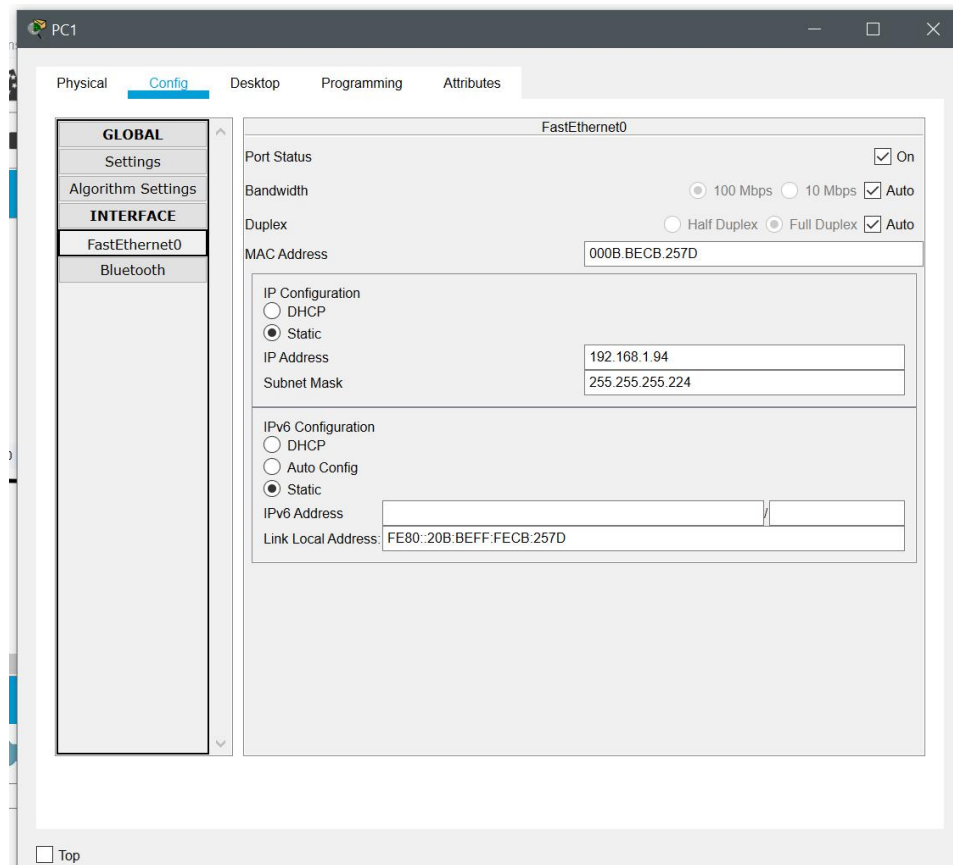 PC1
Physical Config Desktop Programming Attributes
GLOBAL
Settings
Algorithm Settings
INTERFACE
FastEthernet0
Bluetooth
FastEthernet0
Port Status On
Bandwidth 100 Mbps 10 Mbps Auto
Duplex Half Duplex Full Duplex Auto
MAC Address 000B.BECB.257D
IP Configuration
DHCP
Static
IP Address 192.168.1.94
Subnet Mask 255.255.255.224
IPv6 Configuration
DHCP
Auto Config
Static
IPv6 Address /
Link Local Address: FE80::20B:BEFF:FECB:257D
Top